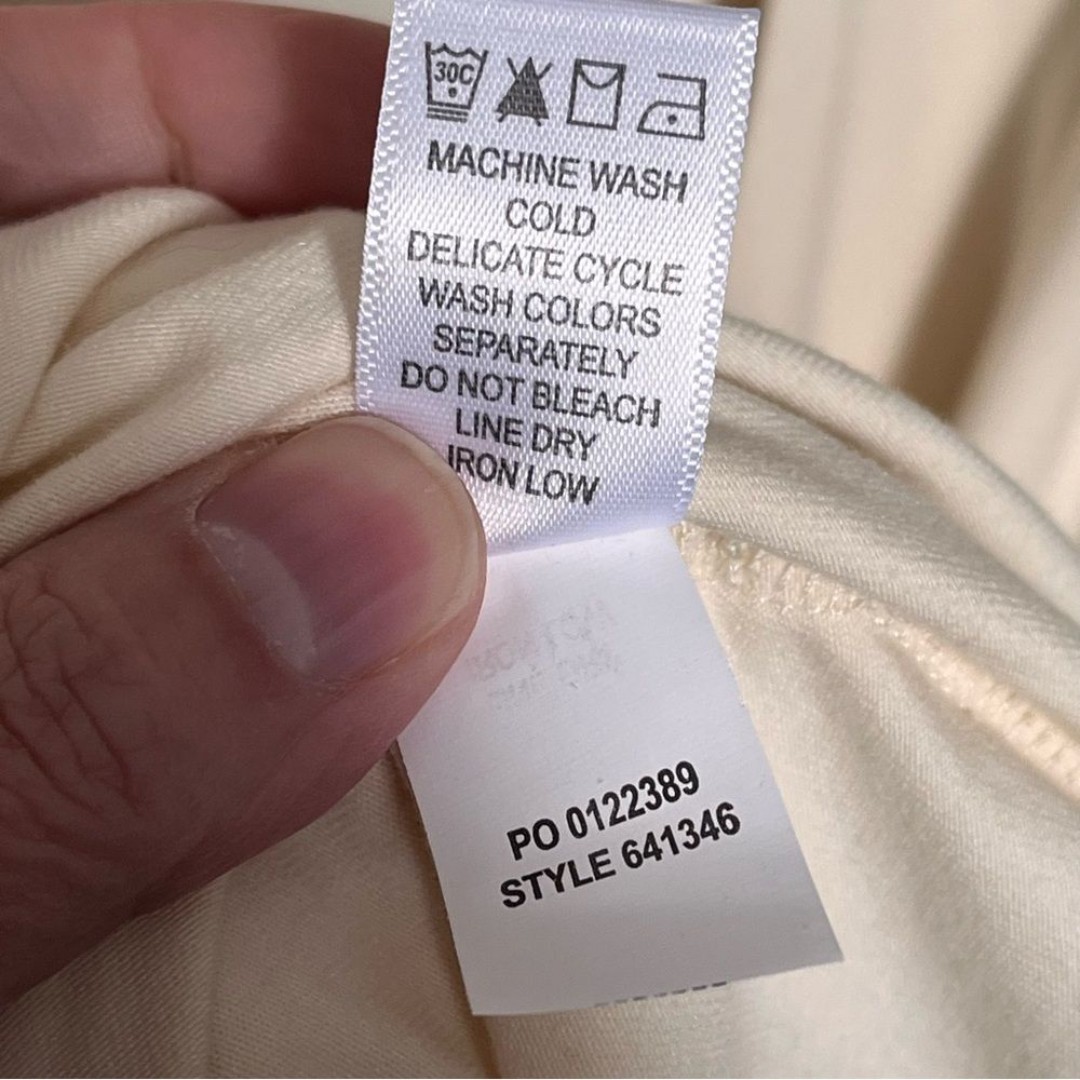 30C
MACHINE WASH
COLD
DELICATE CYCLE
WASH COLORS
SEPARATELY
DO NOT BLEACH
LINE DRY
IRON LOW
PO 0122389
STYLE 641346